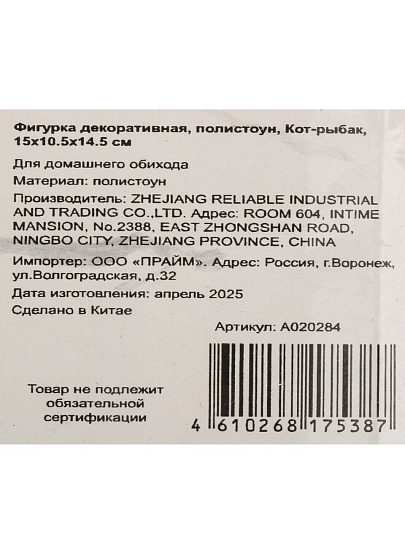 Фигурка декоративная, полистоун, Кот-рыбак,
15х10.5х14.5 см
Для домашнего обихода
Материал: полистоун
Производитель: ZHEJIANG RELIABLE INDUSTRIAL
AND TRADING CO.,LTD. Адрес: ROOM 604, INTIME
MANSION, No.2388, EAST ZHONGSHAN ROAD,
NINGBO CITY, ZHEJIANG PROVINCE, CHINA
Импортер: ООО «ПРАЙМ». Адрес: Россия, г.Воронеж,
ул.Волгоградская, д.32
Дата изготовления: апрель 2025
Сделано в Китае
Артикул: A020284
Товар не подлежит
обязательной
сертификации
4 610268 175387